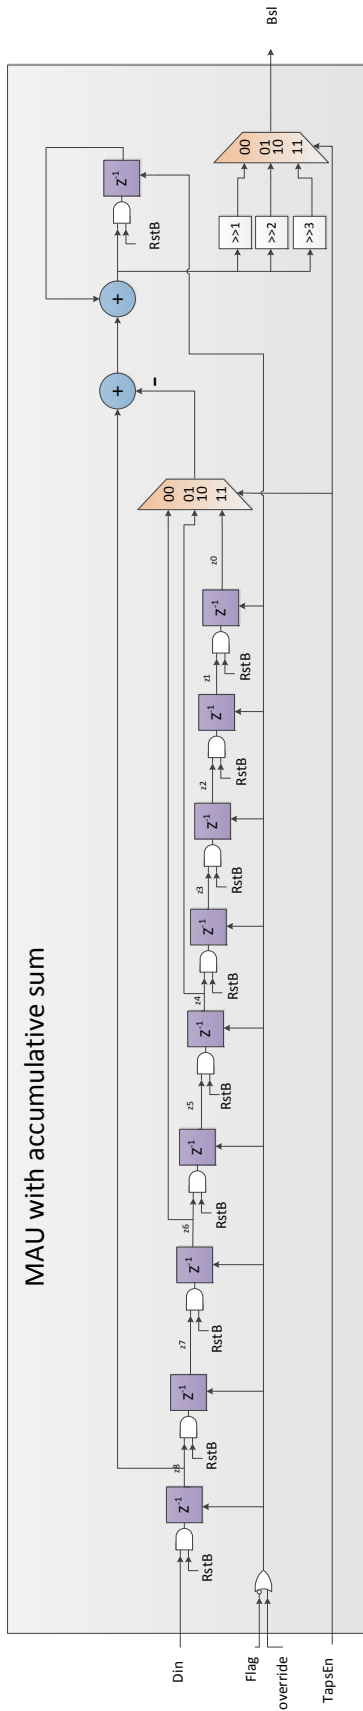 MAU with accumulative sum
Din
RstB
Z⁻¹
z8
RstB
Z⁻¹
z7
RstB
Z⁻¹
z6
RstB
Z⁻¹
z5
RstB
Z⁻¹
z4
RstB
Z⁻¹
z3
RstB
Z⁻¹
z2
RstB
Z⁻¹
z1
RstB
Z⁻¹
z0
00
01
10
11
+
-
+
RstB
Z⁻¹
>>1
>>2
>>3
00
01
10
11
Bsl
Flag
override
TapsEn